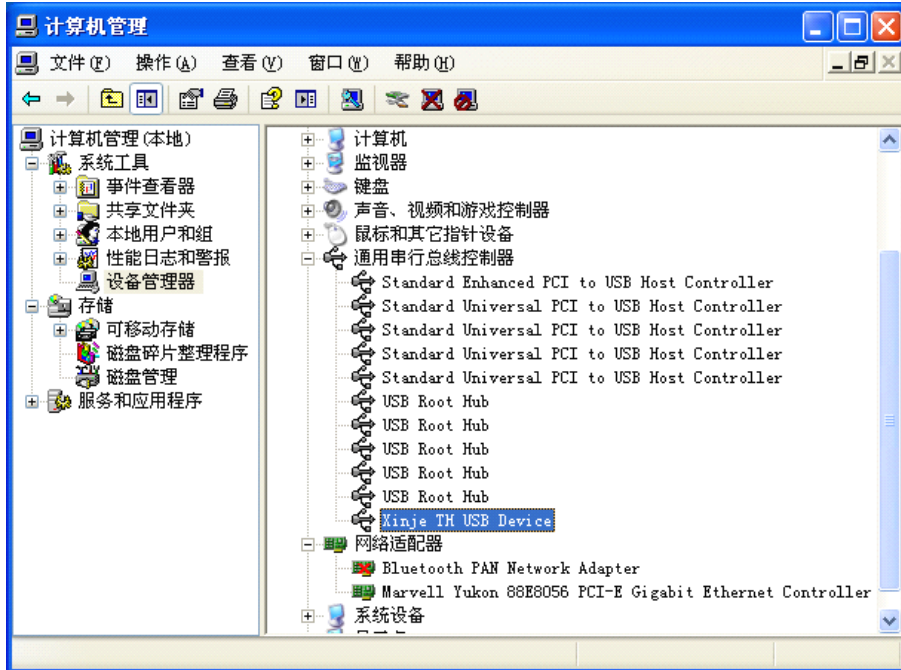 计算机管理
文件(F) 操作(A) 查看(V) 窗口(W) 帮助(H)
计算机管理(本地)
系统工具
事件查看器
共享文件夹
本地用户和组
性能日志和警报
设备管理器
存储
可移动存储
磁盘碎片整理程序
磁盘管理
服务和应用程序
计算机
监视器
键盘
声音、视频和游戏控制器
鼠标和其它指针设备
通用串行总线控制器
Standard Enhanced PCI to USB Host Controller
Standard Universal PCI to USB Host Controller
Standard Universal PCI to USB Host Controller
Standard Universal PCI to USB Host Controller
Standard Universal PCI to USB Host Controller
USB Root Hub
USB Root Hub
USB Root Hub
USB Root Hub
USB Root Hub
Xinje TH USB Device
网络适配器
Bluetooth PAN Network Adapter
Marvell Yukon 88E8056 PCI-E Gigabit Ethernet Controller
系统设备